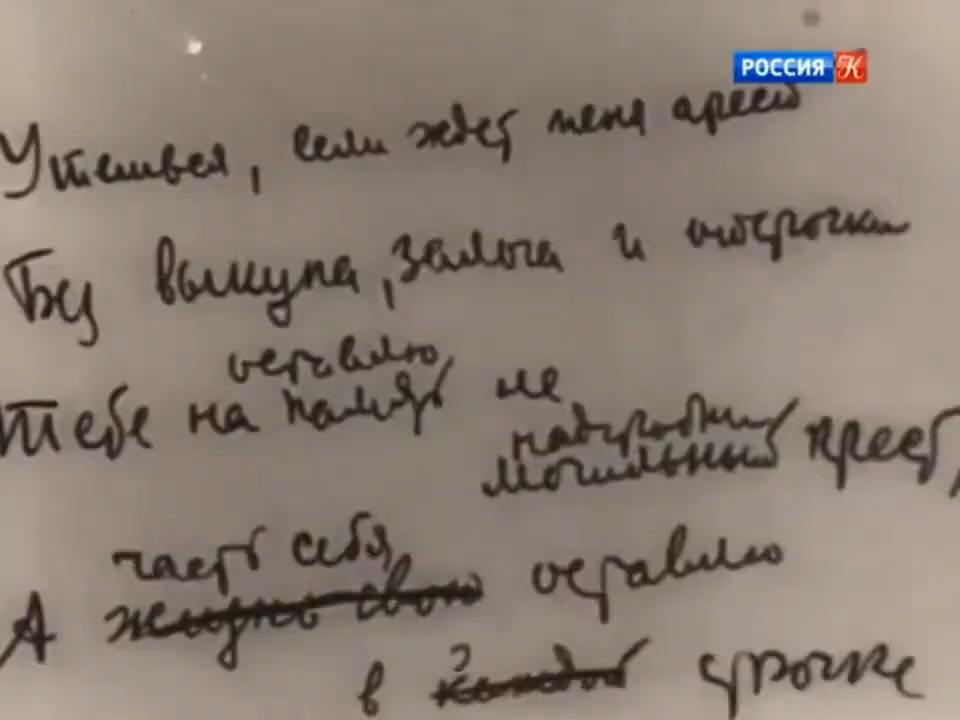 РОССИЯ К
Утешься, если ждет меня арест
Без выкупа, залога и отсрочки
оставлю
Тебе на память не
надгробный
могильный крест,
часть себя
А жизнь свою оставлю
?
в каждой строчке